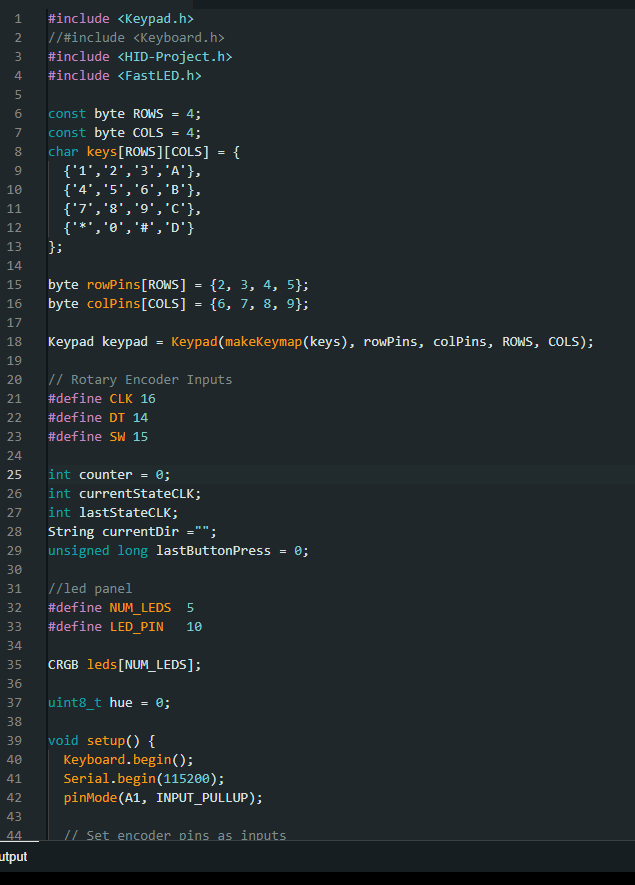 1 #include <Keypad.h>
2 //#include <Keyboard.h>
3 #include <HID-Project.h>
4 #include <FastLED.h>
5
6 const byte ROWS = 4;
7 const byte COLS = 4;
8 char keys[ROWS][COLS] = {
9   {'1','2','3','A'},
10   {'4','5','6','B'},
11   {'7','8','9','C'},
12   {'*','0','#','D'}
13 };
14
15 byte rowPins[ROWS] = {2, 3, 4, 5};
16 byte colPins[COLS] = {6, 7, 8, 9};
17
18 Keypad keypad = Keypad(makeKeymap(keys), rowPins, colPins, ROWS, COLS);
19
20 // Rotary Encoder Inputs
21 #define CLK 16
22 #define DT 14
23 #define SW 15
24
25 int counter = 0;
26 int currentStateCLK;
27 int lastStateCLK;
28 String currentDir ="";
29 unsigned long lastButtonPress = 0;
30
31 //led panel
32 #define NUM_LEDS  5
33 #define LED_PIN   10
34
35 CRGB leds[NUM_LEDS];
36
37 uint8_t hue = 0;
38
39 void setup() {
40   Keyboard.begin();
41   Serial.begin(115200);
42   pinMode(A1, INPUT_PULLUP);
43
44   // Set encoder pins as inputs
utput